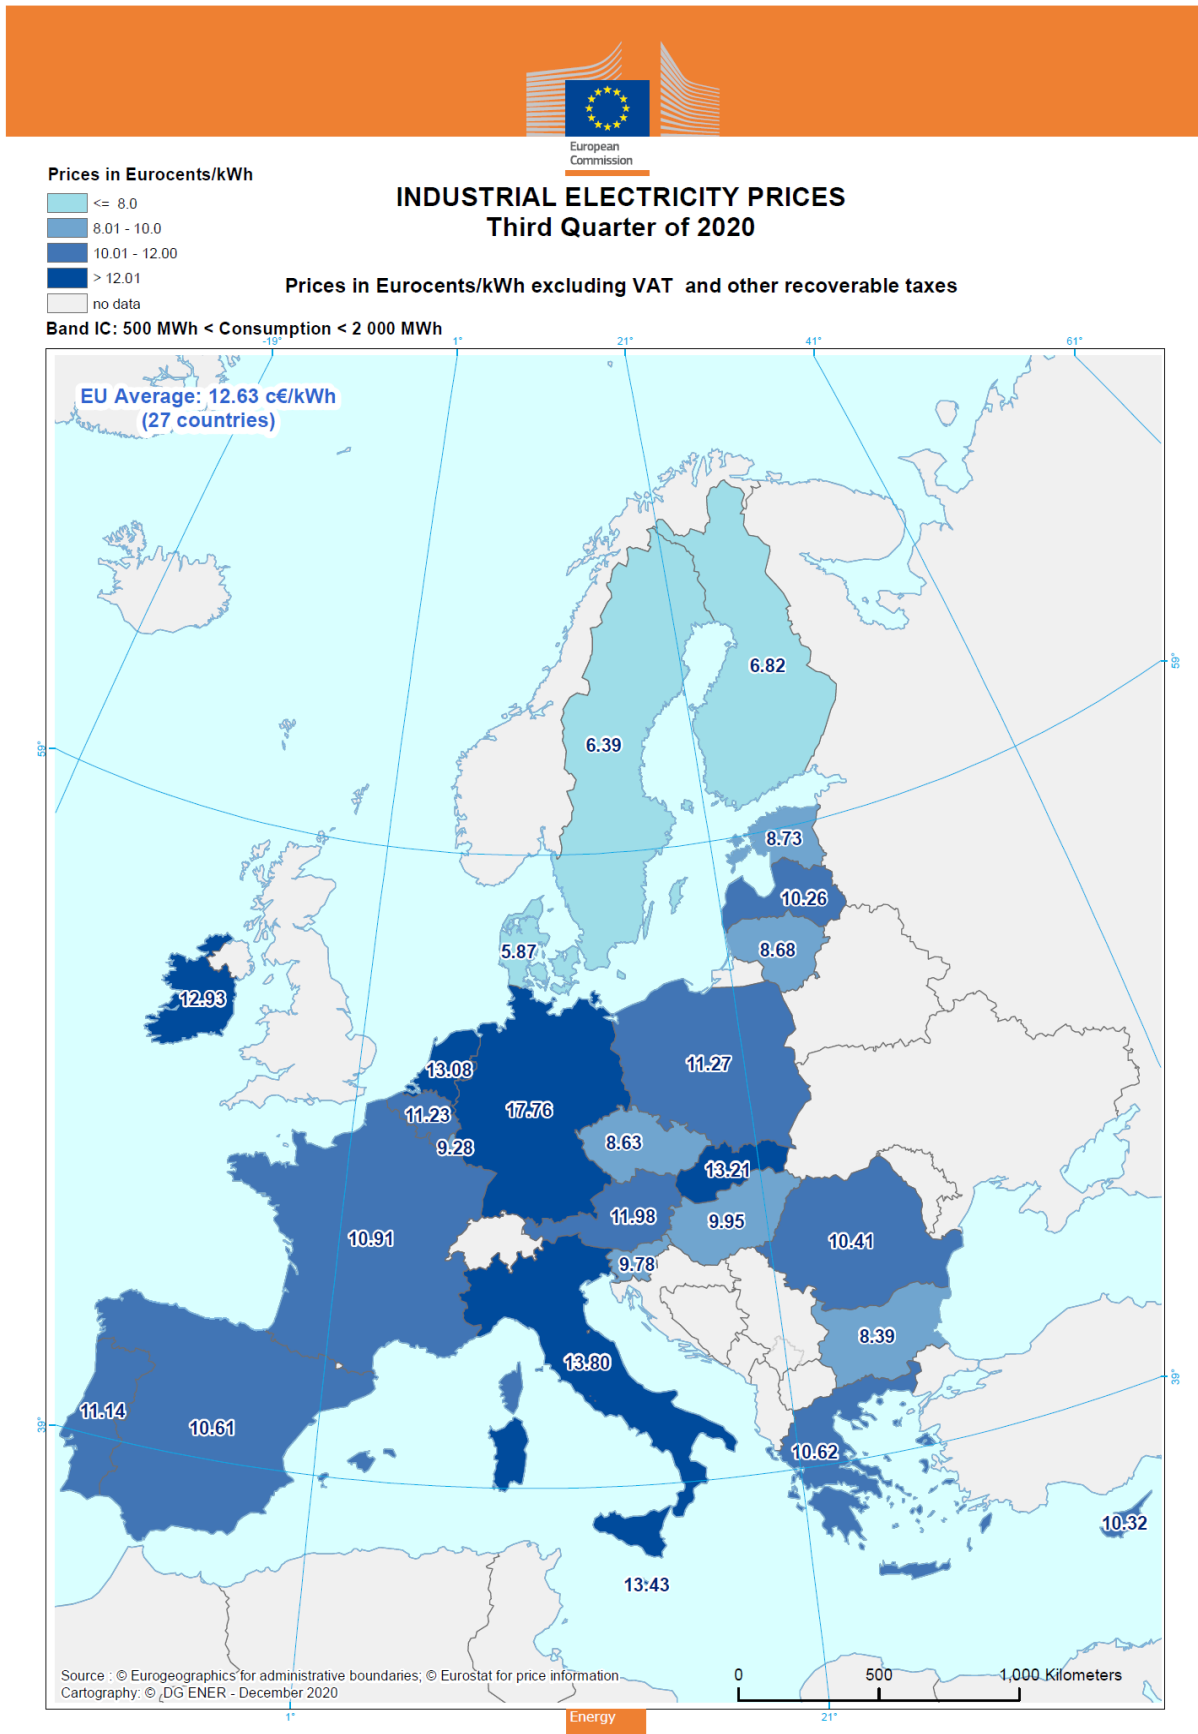 European
Commission
Prices in Eurocents/kWh
<= 8.0
8.01 - 10.0
10.01 - 12.00
> 12.01
no data
INDUSTRIAL ELECTRICITY PRICES
Third Quarter of 2020
Prices in Eurocents/kWh excluding VAT and other recoverable taxes
Band IC: 500 MWh < Consumption < 2 000 MWh
-19°
1°
21°
41°
61°
EU Average: 12.63 c€/kWh
(27 countries)
59°
59°
6.82
6.39
8.73
10.26
8.68
5.87
12.93
13.08
11.27
11.23
17.76
8.63
9.28
13.21
11.98
9.95
10.91
10.41
9.78
8.39
13.80
39°
39°
11.14
10.61
10.62
10.32
13.43
Source : © Eurogeographics for administrative boundaries; © Eurostat for price information
Cartography: © DG ENER - December 2020
0 500 1,000 Kilometers
1°
21°
Energy